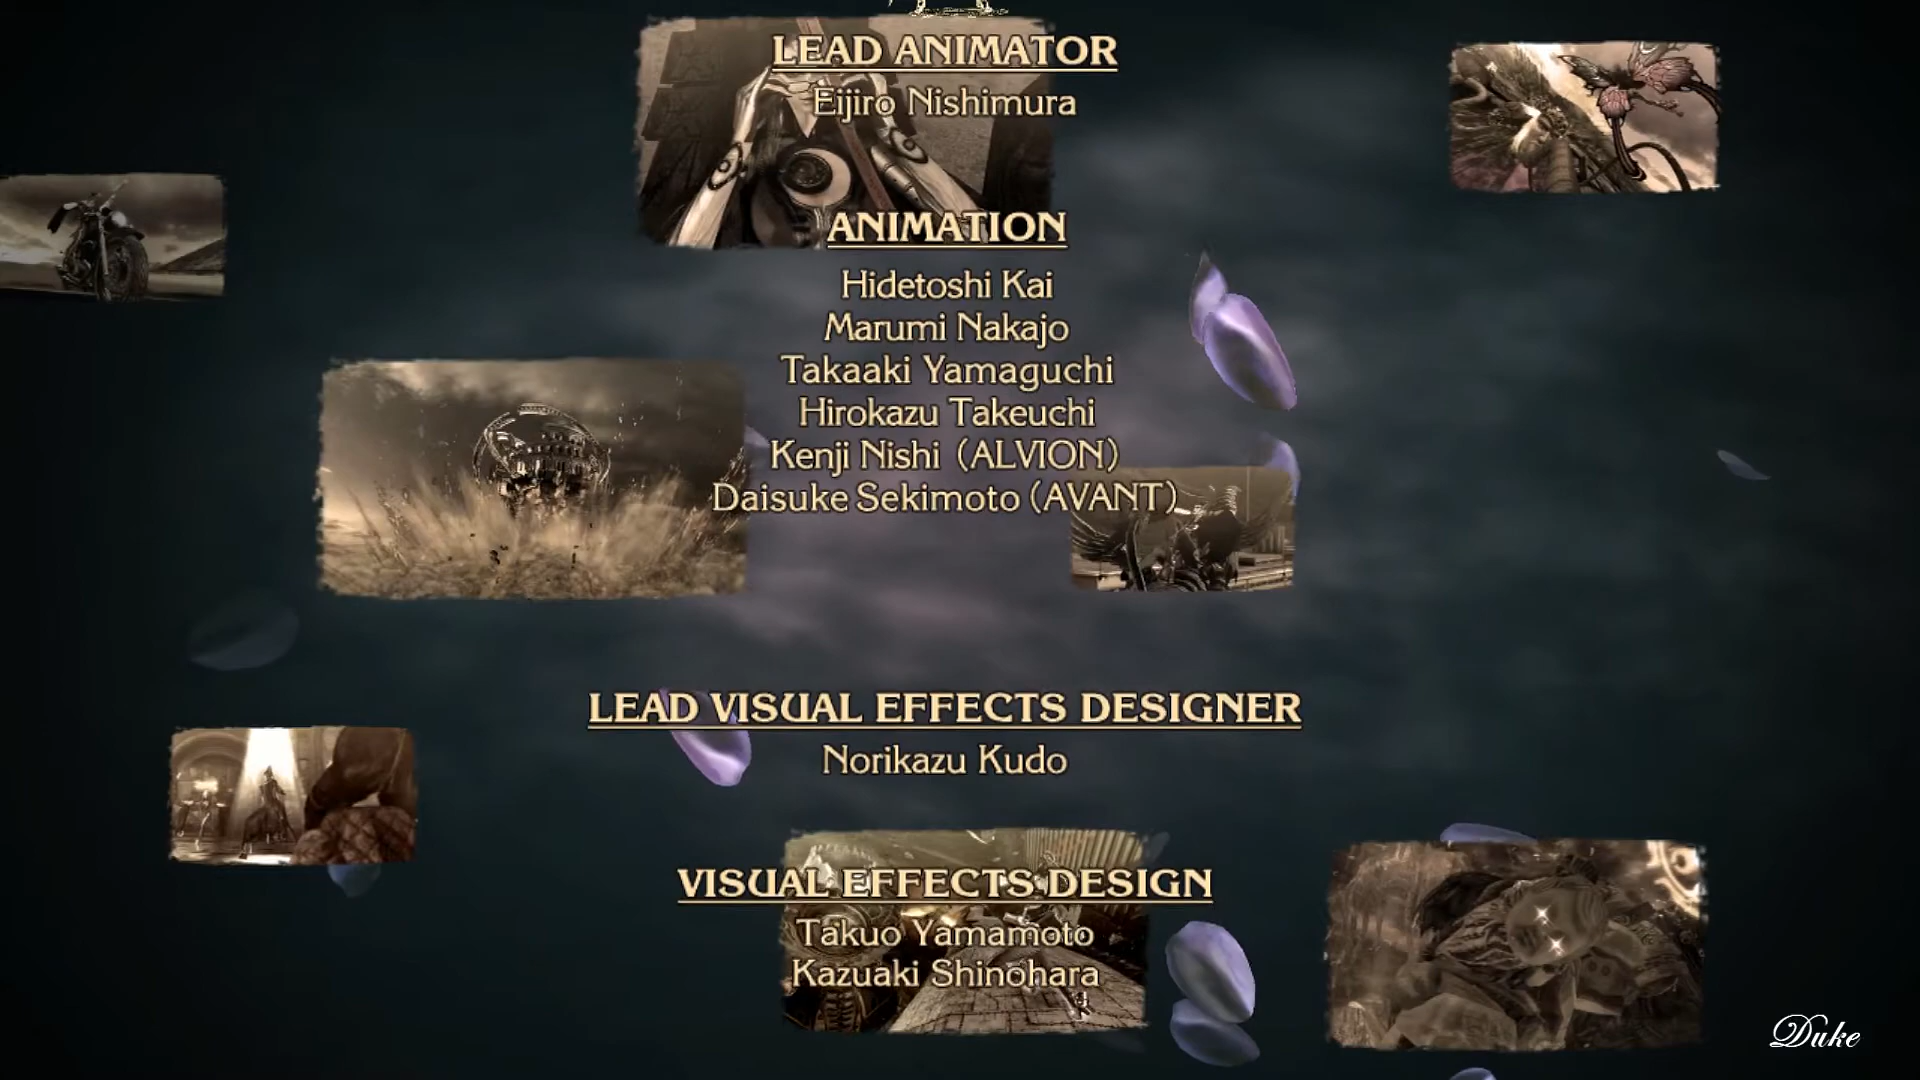 LEAD ANIMATOR
Eijiro Nishimura
ANIMATION
Hidetoshi Kai
Marumi Nakajo
Takaaki Yamaguchi
Hirokazu Takeuchi
Kenji Nishi (ALVION)
Daisuke Sekimoto (AVANT)
LEAD VISUAL EFFECTS DESIGNER
Norikazu Kudo
VISUAL EFFECTS DESIGN
Takuo Yamamoto
Kazuaki Shinohara
Duke